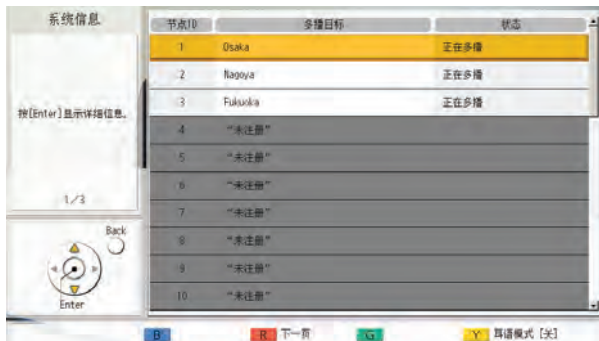 系统信息
按[Enter]显示详细信息。
1/3
Back
Enter
节点ID 多播目标 状态
1 Osaka 正在多播
2 Nagoya 正在多播
3 Fukuoka 正在多播
4 “未注册”
5 “未注册”
6 “未注册”
7 “未注册”
8 “未注册”
9 “未注册”
10 “未注册”
B R 下一页 G Y 耳语模式 [关]